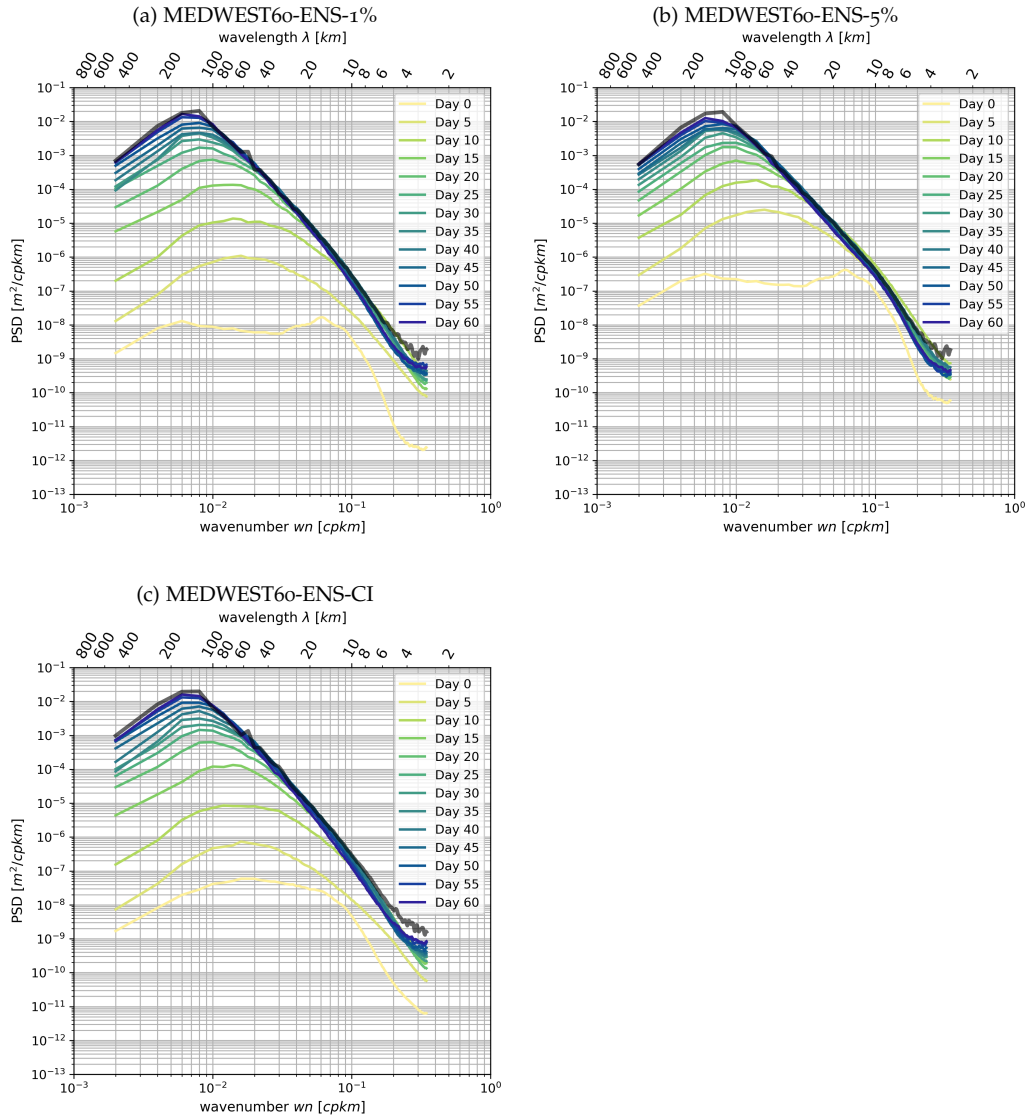 (a) MEDWEST60-ENS-1%
wavelength λ [km]
800 600 400 200 100 80 60 40 20 10 8 6 4 2
10⁻¹
10⁻²
10⁻³
10⁻⁴
10⁻⁵
10⁻⁶
10⁻⁷
10⁻⁸
10⁻⁹
10⁻¹⁰
10⁻¹¹
10⁻¹²
10⁻¹³
PSD [m²/cpkm]
Day 0
Day 5
Day 10
Day 15
Day 20
Day 25
Day 30
Day 35
Day 40
Day 45
Day 50
Day 55
Day 60
10⁻³ 10⁻² 10⁻¹ 10⁰
wavenumber wn [cpkm]
(b) MEDWEST60-ENS-5%
wavelength λ [km]
800 600 400 200 100 80 60 40 20 10 8 6 4 2
10⁻¹
10⁻²
10⁻³
10⁻⁴
10⁻⁵
10⁻⁶
10⁻⁷
10⁻⁸
10⁻⁹
10⁻¹⁰
10⁻¹¹
10⁻¹²
10⁻¹³
PSD [m²/cpkm]
Day 0
Day 5
Day 10
Day 15
Day 20
Day 25
Day 30
Day 35
Day 40
Day 45
Day 50
Day 55
Day 60
10⁻³ 10⁻² 10⁻¹ 10⁰
wavenumber wn [cpkm]
(c) MEDWEST60-ENS-CI
wavelength λ [km]
800 600 400 200 100 80 60 40 20 10 8 6 4 2
10⁻¹
10⁻²
10⁻³
10⁻⁴
10⁻⁵
10⁻⁶
10⁻⁷
10⁻⁸
10⁻⁹
10⁻¹⁰
10⁻¹¹
10⁻¹²
10⁻¹³
PSD [m²/cpkm]
Day 0
Day 5
Day 10
Day 15
Day 20
Day 25
Day 30
Day 35
Day 40
Day 45
Day 50
Day 55
Day 60
10⁻³ 10⁻² 10⁻¹ 10⁰
wavenumber wn [cpkm]